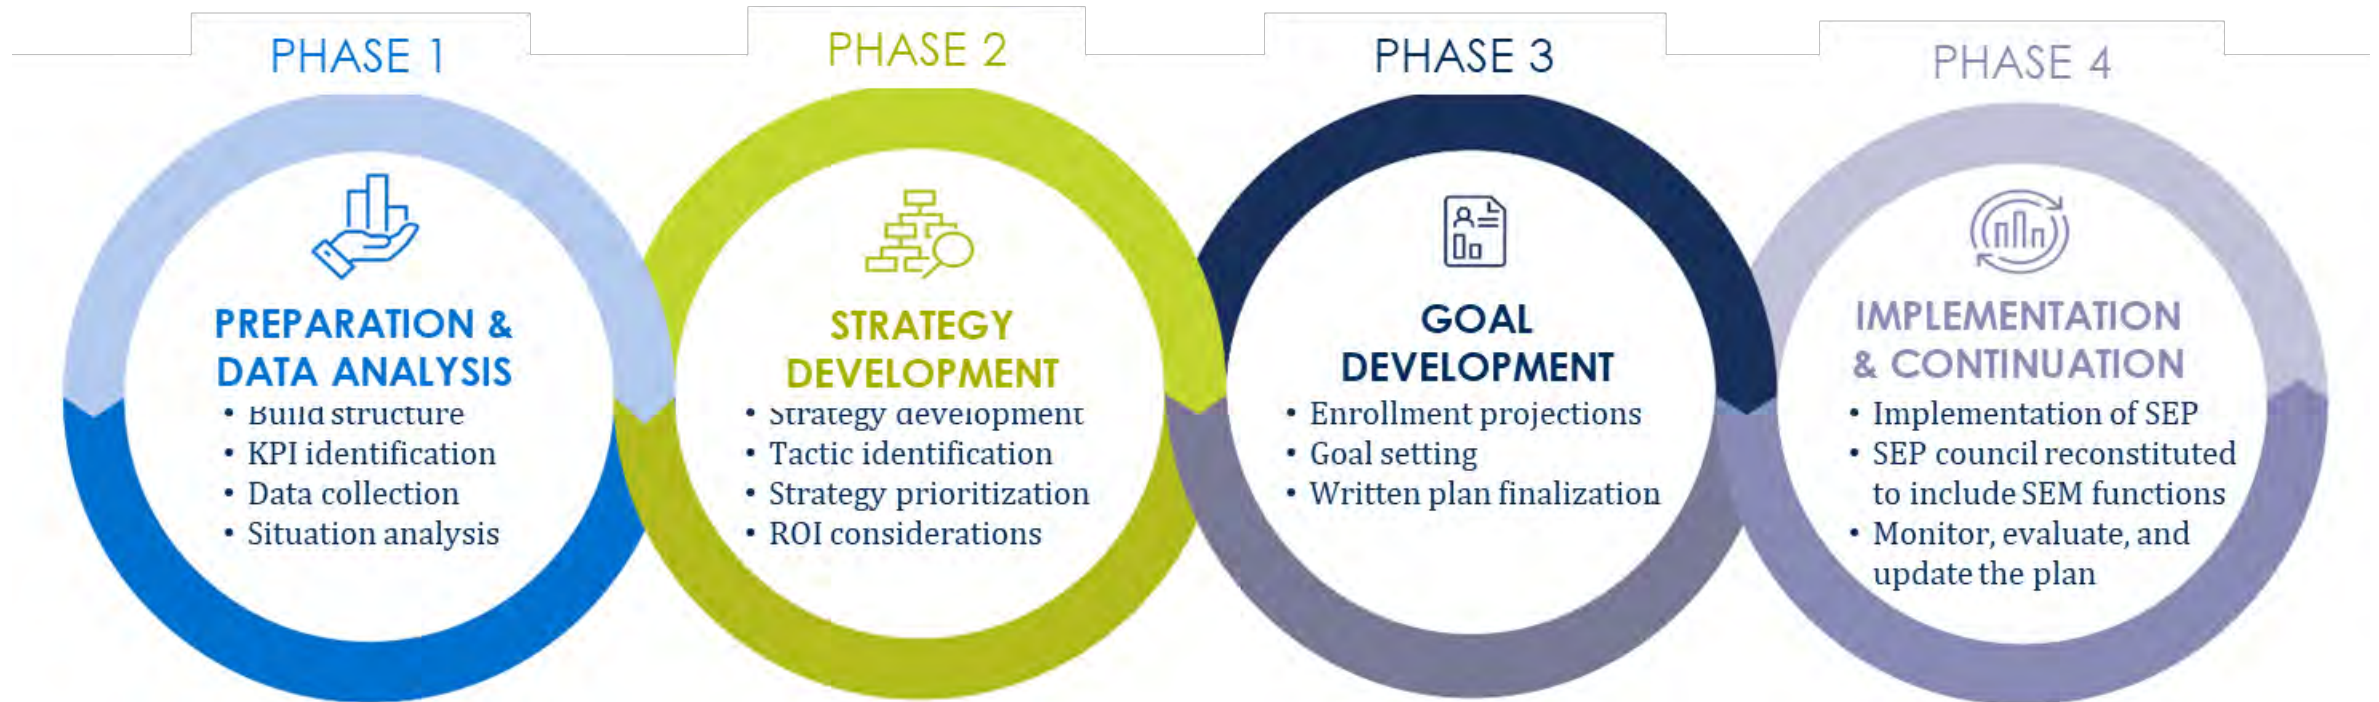 PHASE 1
PREPARATION &
DATA ANALYSIS
• Build structure
• KPI identification
• Data collection
• Situation analysis
PHASE 2
STRATEGY
DEVELOPMENT
• Strategy development
• Tactic identification
• Strategy prioritization
• ROI considerations
PHASE 3
GOAL
DEVELOPMENT
• Enrollment projections
• Goal setting
• Written plan finalization
PHASE 4
IMPLEMENTATION
& CONTINUATION
• Implementation of SEP
• SEP council reconstituted
to include SEM functions
• Monitor, evaluate, and
update the plan